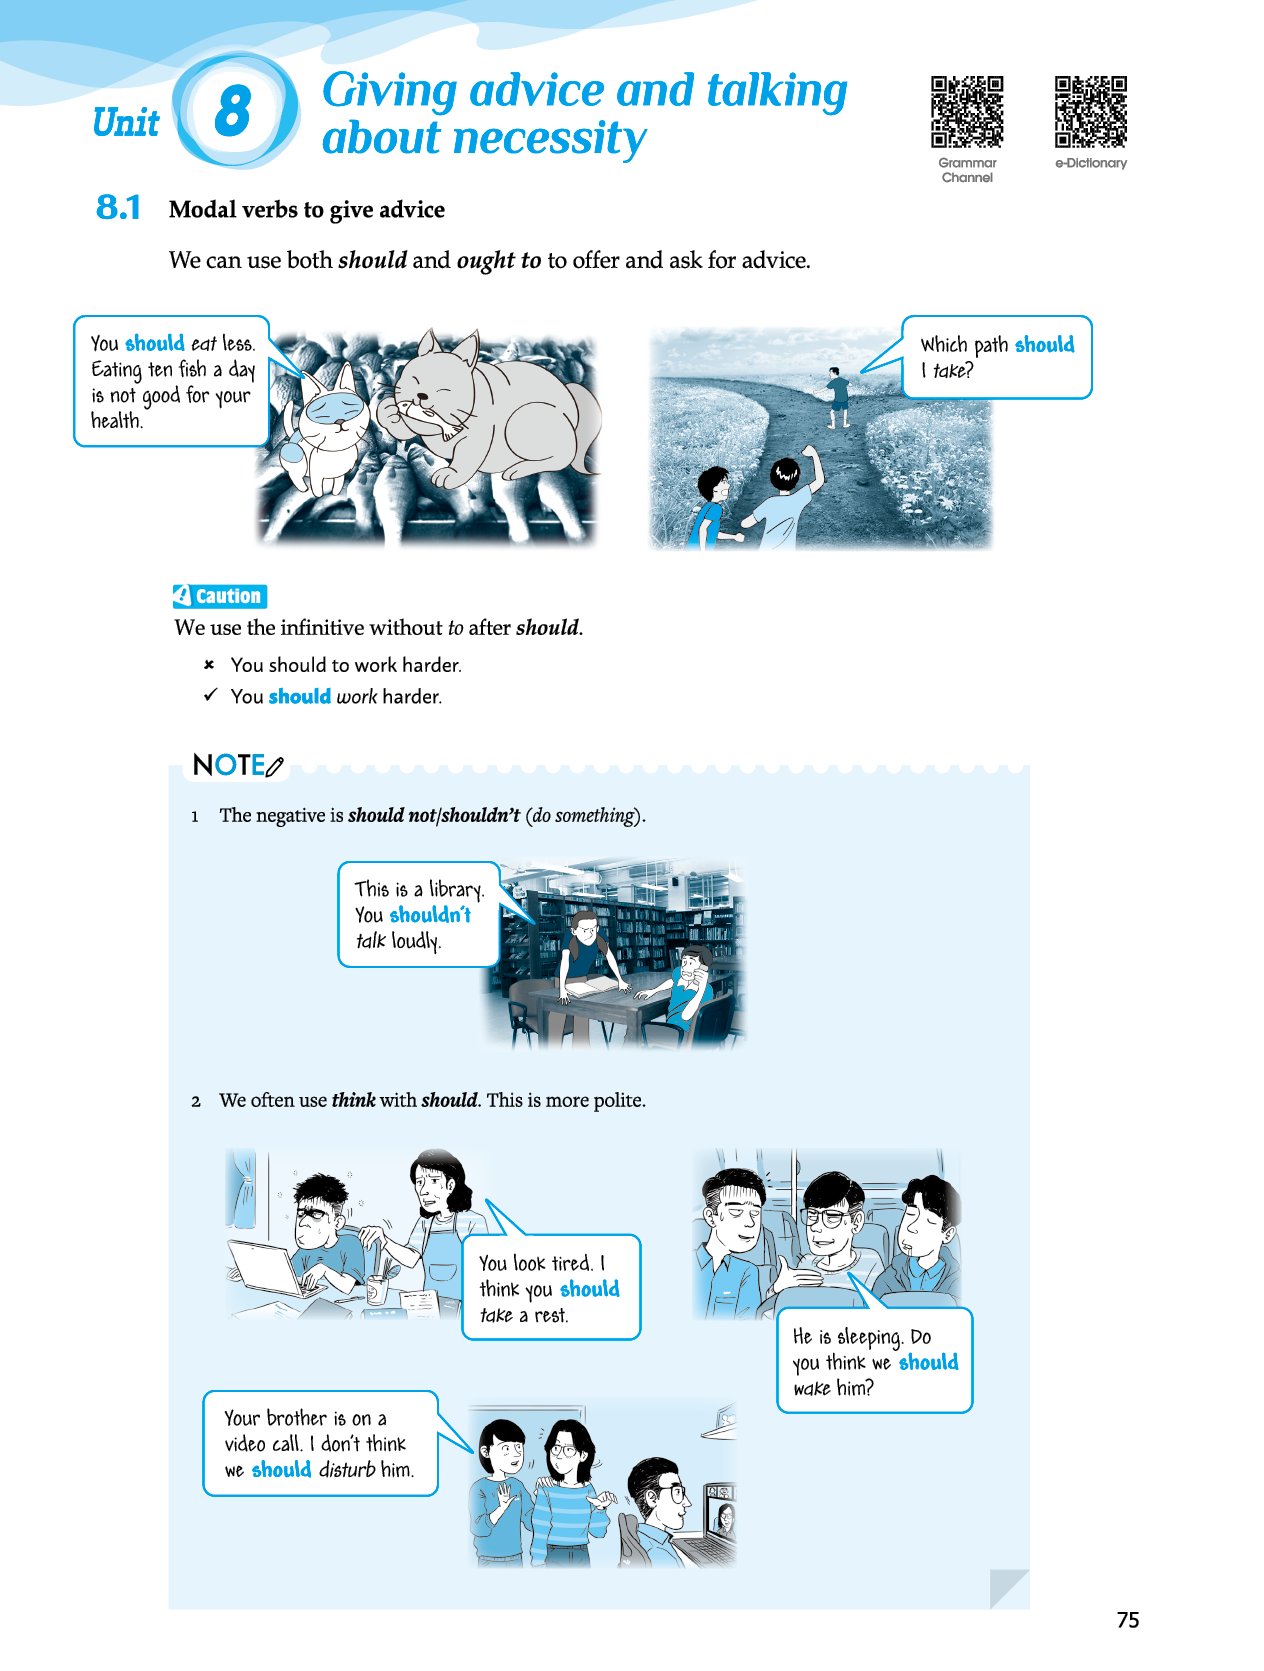 Unit 8
Giving advice and talking
about necessity
Grammar
Channel
e-Dictionary
8.1 Modal verbs to give advice
We can use both should and ought to to offer and ask for advice.
You should eat less.
Eating ten fish a day
is not good for your
health.
Which path should
I take?
Caution
We use the infinitive without to after should.
✘ You should to work harder.
✓ You should work harder.
NOTE
1 The negative is should not/shouldn't (do something).
This is a library.
You shouldn't
talk loudly.
2 We often use think with should. This is more polite.
You look tired. I
think you should
take a rest.
He is sleeping. Do
you think we should
wake him?
Your brother is on a
video call. I don't think
we should disturb him.
75